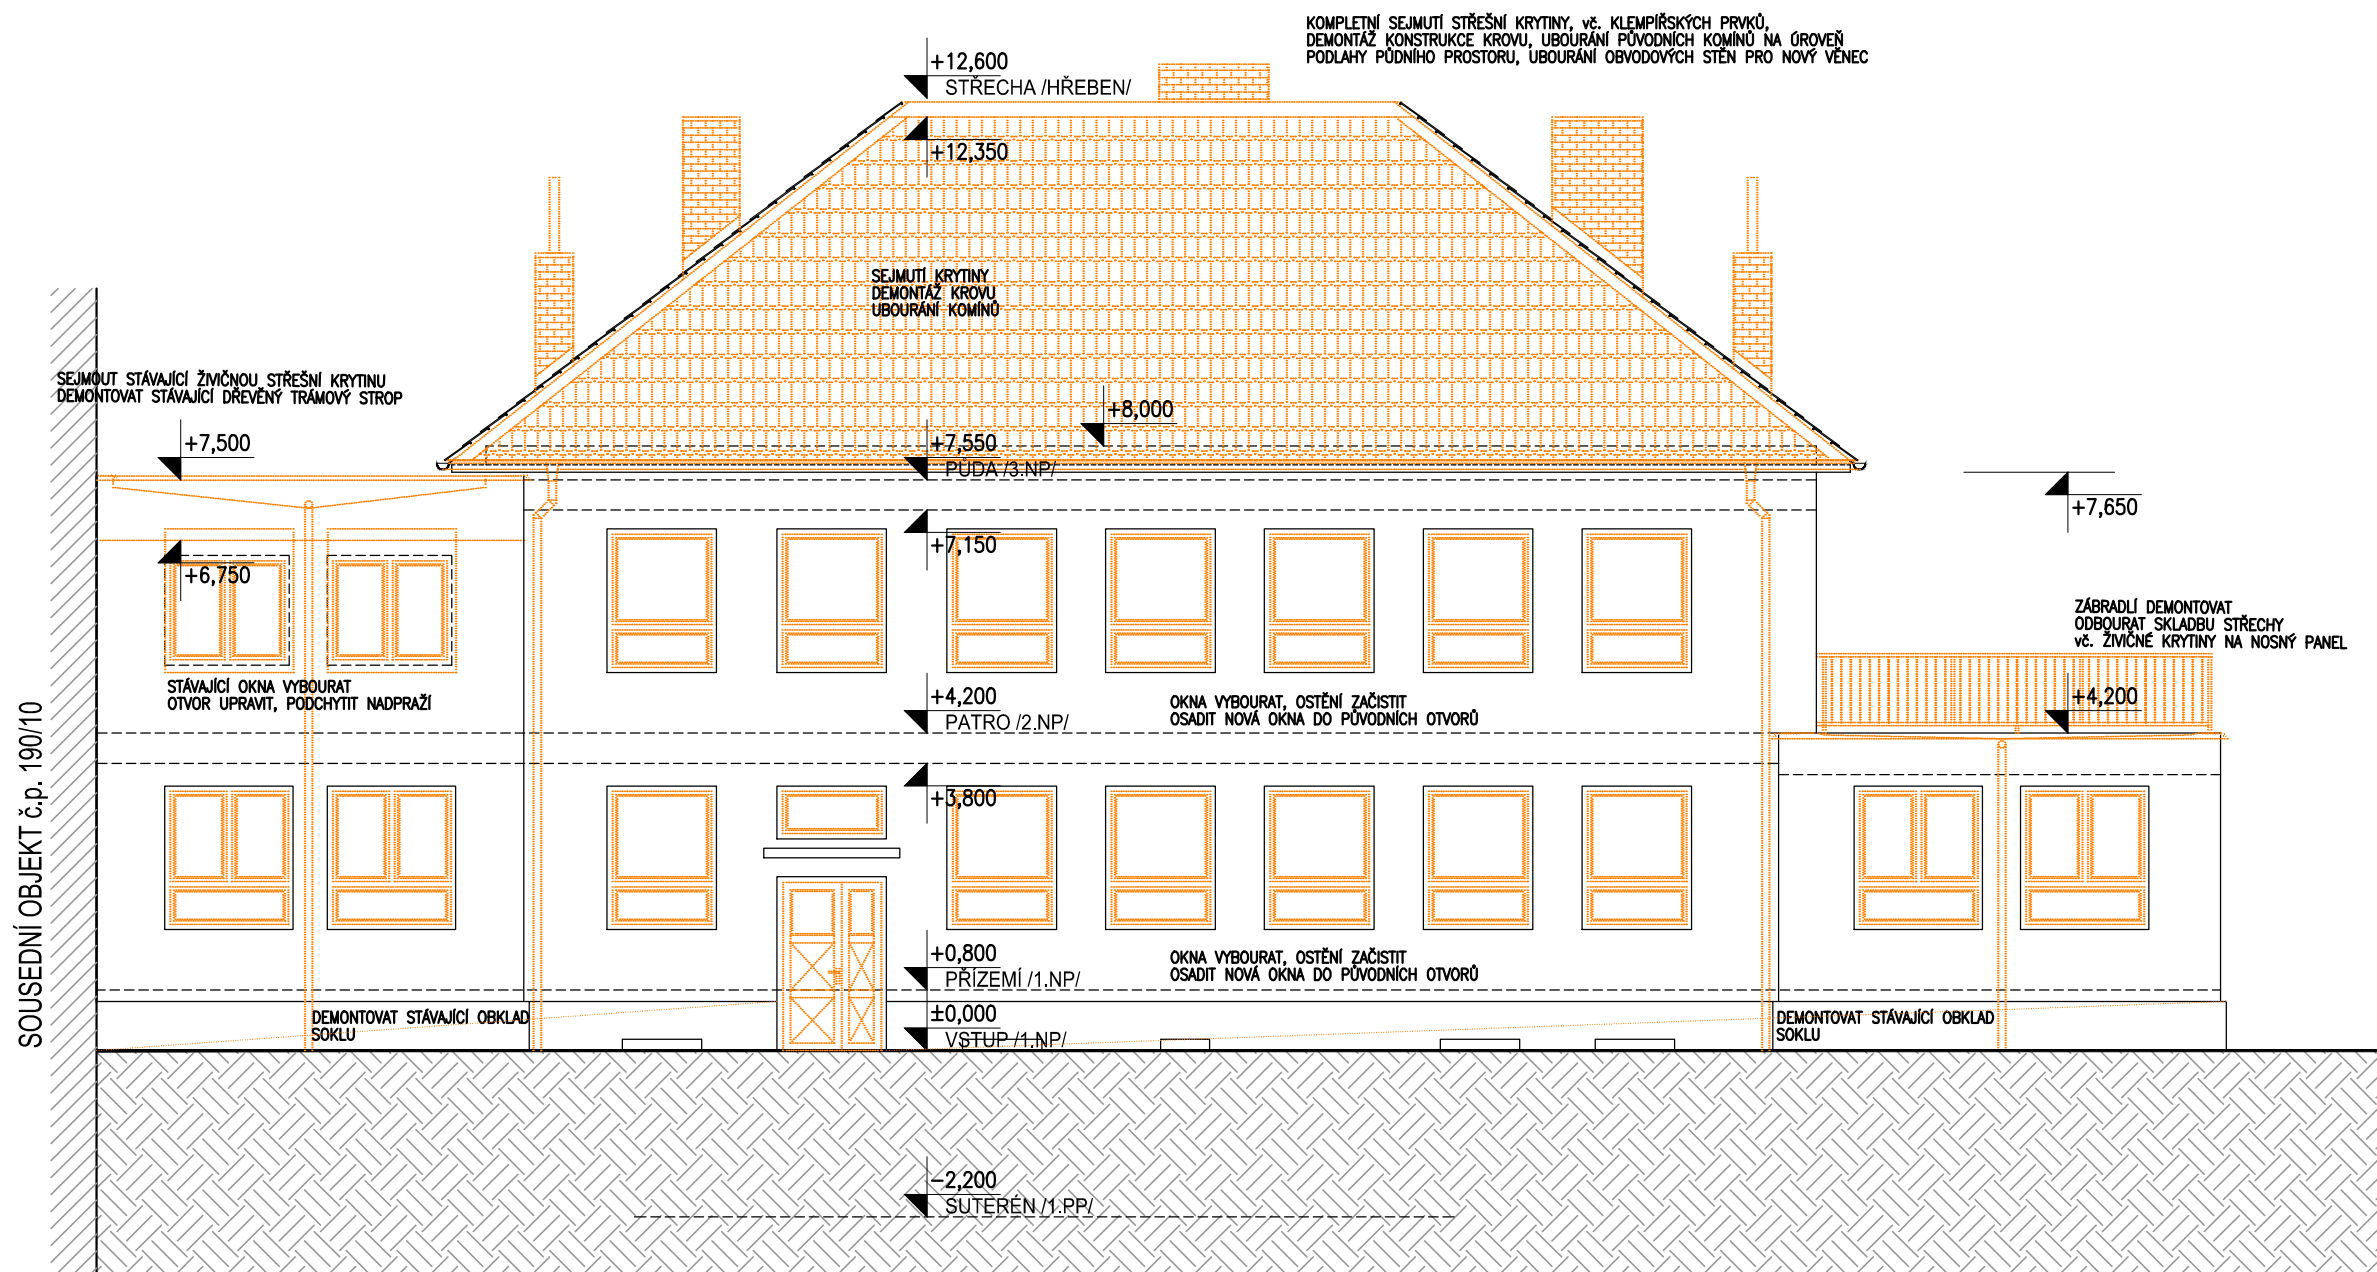 KOMPLETNÍ SEJMUTÍ STŘEŠNÍ KRYTINY, vč. KLEMPÍŘSKÝCH PRVKŮ,
DEMONTÁŽ KONSTRUKCE KROVU, UBOURÁNÍ PŮVODNÍCH KOMÍNŮ NA ÚROVEŇ
PODLAHY PŮDNÍHO PROSTORU, UBOURÁNÍ OBVODOVÝCH STĚN PRO NOVÝ VĚNEC
+12,600
STŘECHA /HŘEBEN/
+12,350
SEJMUTÍ KRYTINY
DEMONTÁŽ KROVU
UBOURÁNÍ KOMÍNŮ
SEJMOUT STÁVAJÍCÍ ŽIVIČNOU STŘEŠNÍ KRYTINU
DEMONTOVAT STÁVAJÍCÍ DŘEVĚNÝ TRÁMOVÝ STROP
+8,000
+7,500
+7,550
PŮDA /3.NP/
+7,650
+7,150
+6,750
ZÁBRADLÍ DEMONTOVAT
ODBOURAT SKLADBU STŘECHY
vč. ŽIVIČNÉ KRYTINY NA NOSNÝ PANEL
STÁVAJÍCÍ OKNA VYBOURAT
OTVOR UPRAVIT, PODCHYTIT NADPRAŽÍ
+4,200
PATRO /2.NP/
OKNA VYBOURAT, OSTĚNÍ ZAČISTIT
OSADIT NOVÁ OKNA DO PŮVODNÍCH OTVORŮ
+4,200
+3,800
SOUSEDNÍ OBJEKT č.p. 190/10
+0,800
PŘÍZEMÍ /1.NP/
OKNA VYBOURAT, OSTĚNÍ ZAČISTIT
OSADIT NOVÁ OKNA DO PŮVODNÍCH OTVORŮ
DEMONTOVAT STÁVAJÍCÍ OBKLAD
SOKLU
±0,000
VSTUP /1.NP/
DEMONTOVAT STÁVAJÍCÍ OBKLAD
SOKLU
-2,200
SUTERÉN /1.PP/